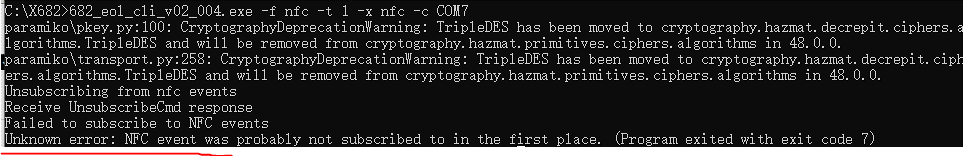 C:\X682>682_eol_cli_v02_004.exe -f nfc -t 1 -x nfc -c COM7
paramiko\pkey.py:100: CryptographyDeprecationWarning: TripleDES has been moved to cryptography.hazmat.decrepit.ciphers.a
lgorithms.TripleDES and will be removed from cryptography.hazmat.primitives.ciphers.algorithms in 48.0.0.
paramiko\transport.py:258: CryptographyDeprecationWarning: TripleDES has been moved to cryptography.hazmat.decrepit.ciph
ers.algorithms.TripleDES and will be removed from cryptography.hazmat.primitives.ciphers.algorithms in 48.0.0.
Unsubscribing from nfc events
Receive UnsubscribeCmd response
Failed to subscribe to NFC events
Unknown error: NFC event was probably not subscribed to in the first place. (Program exited with exit code 7)